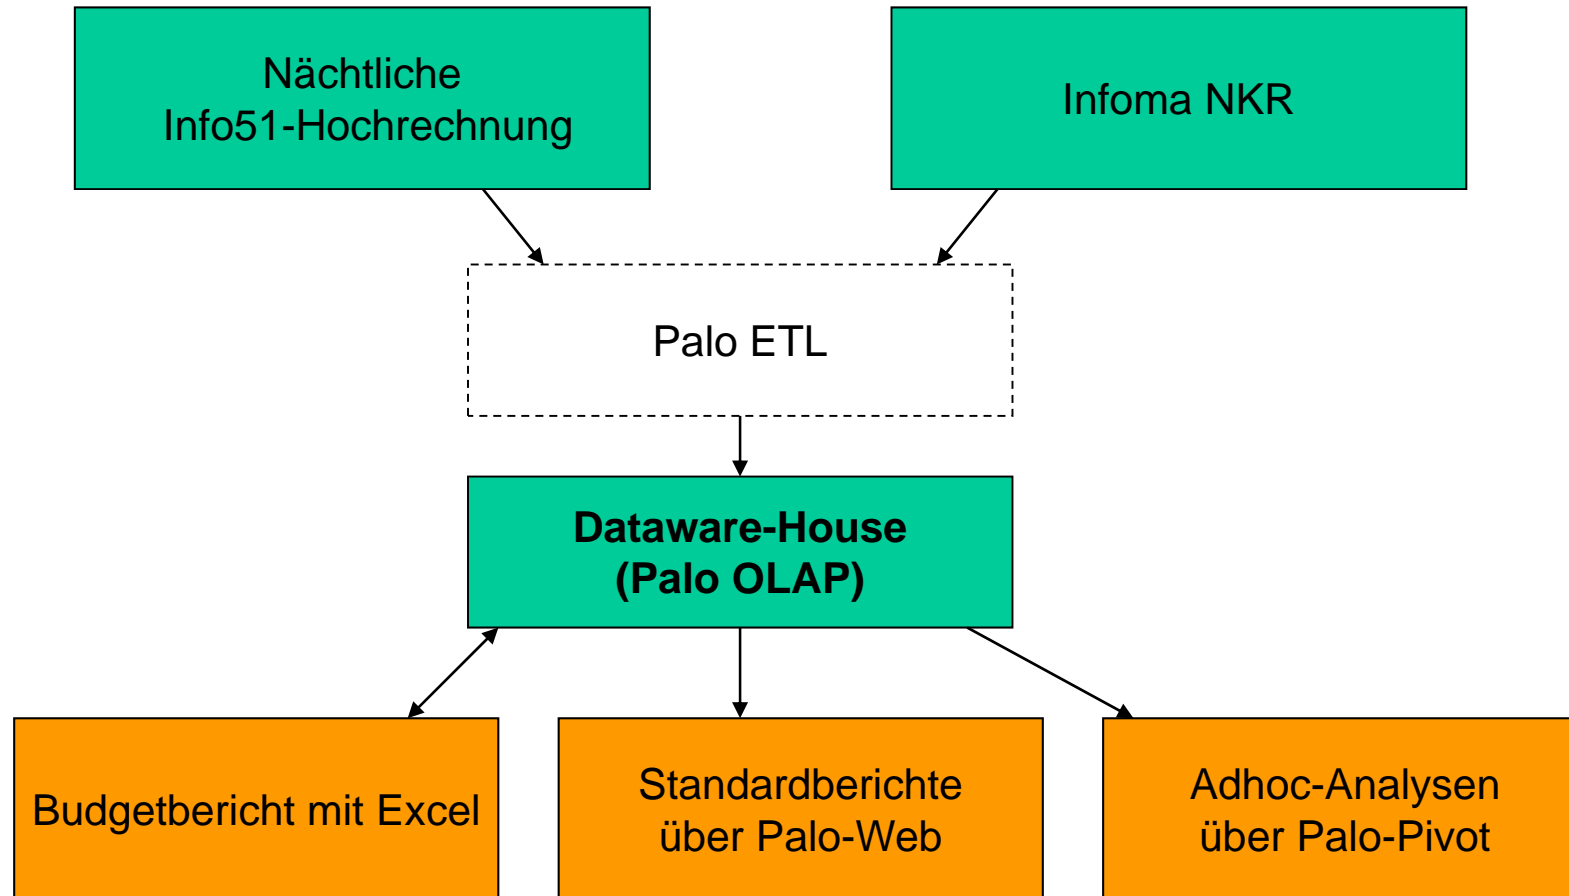 Nächtliche
Info51-Hochrechnung
Infoma NKR
Palo ETL
Dataware-House
(Palo OLAP)
Budgetbericht mit Excel
Standardberichte
über Palo-Web
Adhoc-Analysen
über Palo-Pivot